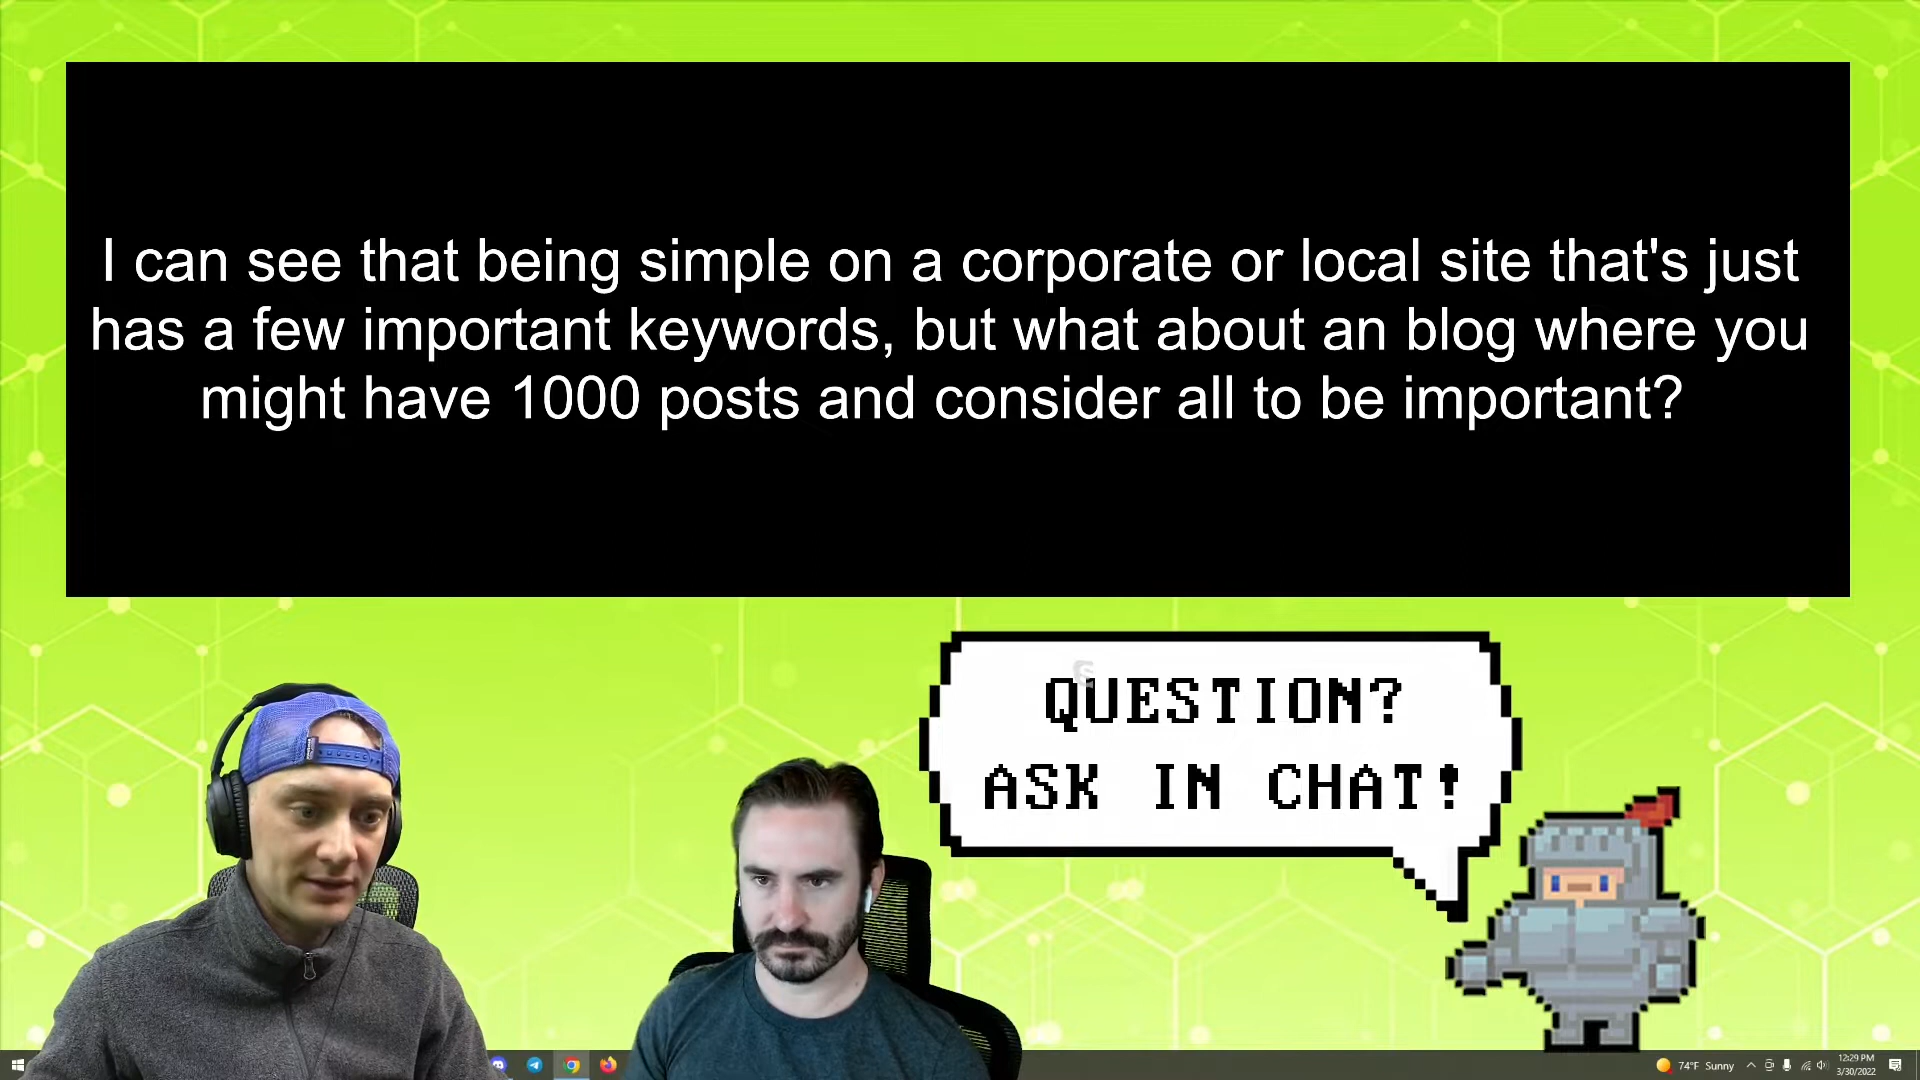 I can see that being simple on a corporate or local site that's just
has a few important keywords, but what about an blog where you
might have 1000 posts and consider all to be important?
QUESTION?
ASK IN CHAT!
74°F Sunny
12:29 PM
3/30/2022